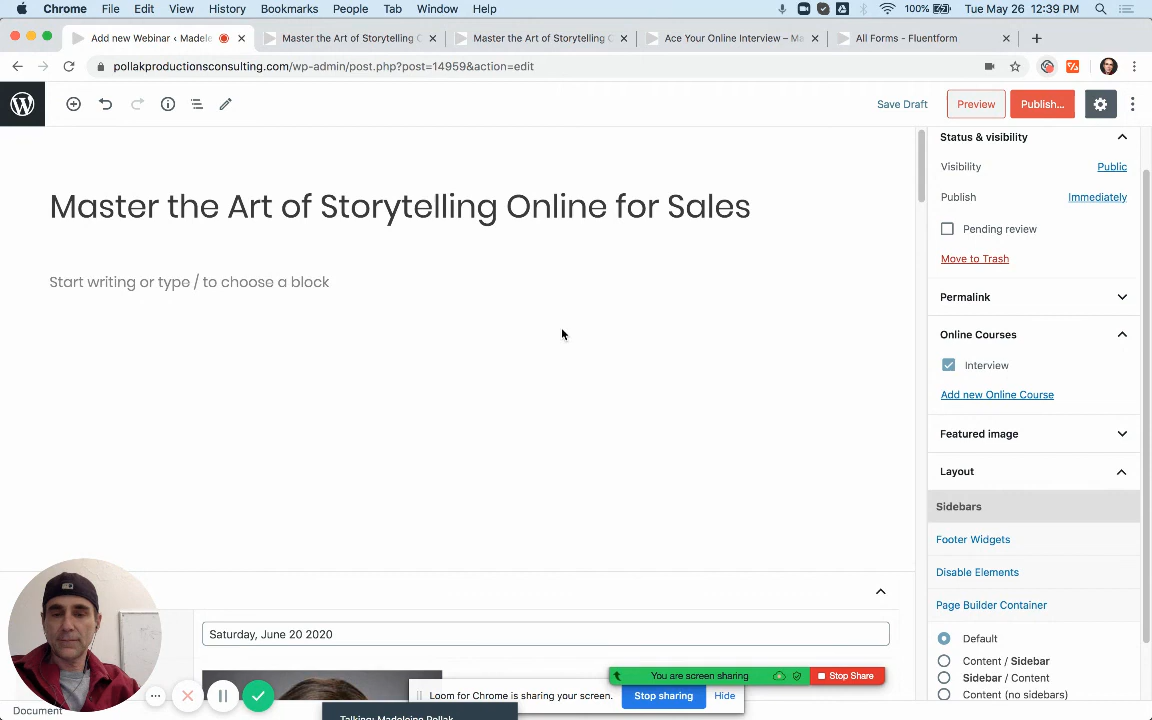 Chrome File Edit View History Bookmarks People Tab Window Help 100% Tue May 26 12:39 PM
Add new Webinar ‹ Madele Master the Art of Storytelling Master the Art of Storytelling Ace Your Online Interview – Ma All Forms - Fluentform
pollakproductionsconsulting.com/wp-admin/post.php?post=14959&action=edit
Save Draft Preview Publish...
Master the Art of Storytelling Online for Sales
Start writing or type / to choose a block
Status & visibility
Visibility Public
Publish Immediately
Pending review
Move to Trash
Permalink
Online Courses
Interview
Add new Online Course
Featured image
Layout
Sidebars
Footer Widgets
Disable Elements
Page Builder Container
Default
Content / Sidebar
Sidebar / Content
Content (no sidebars)
Saturday, June 20 2020
You are screen sharing Stop Share
Loom for Chrome is sharing your screen. Stop sharing Hide
Document
Talking: Madeleine Pollak